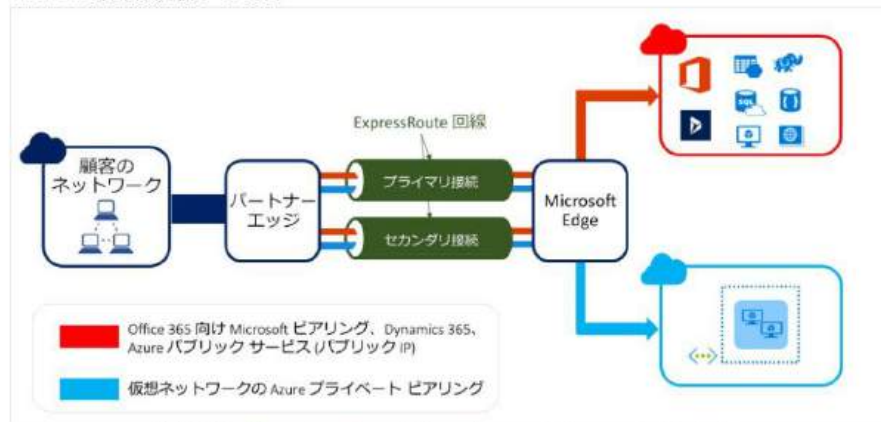 ExpressRoute 回線
顧客の
ネットワーク
パートナー
エッジ
プライマリ接続
セカンダリ接続
Microsoft
Edge
SQL
Office 365 向け Microsoft ピアリング、Dynamics 365、
Azure パブリック サービス (パブリック IP)
仮想ネットワークの Azure プライベート ピアリング